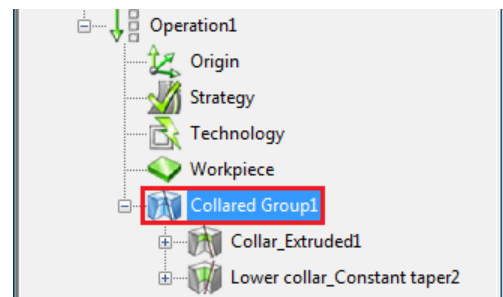 Operation1
Origin
Strategy
Technology
Workpiece
Collared Group1
Collar_Extruded1
Lower collar_Constant taper2